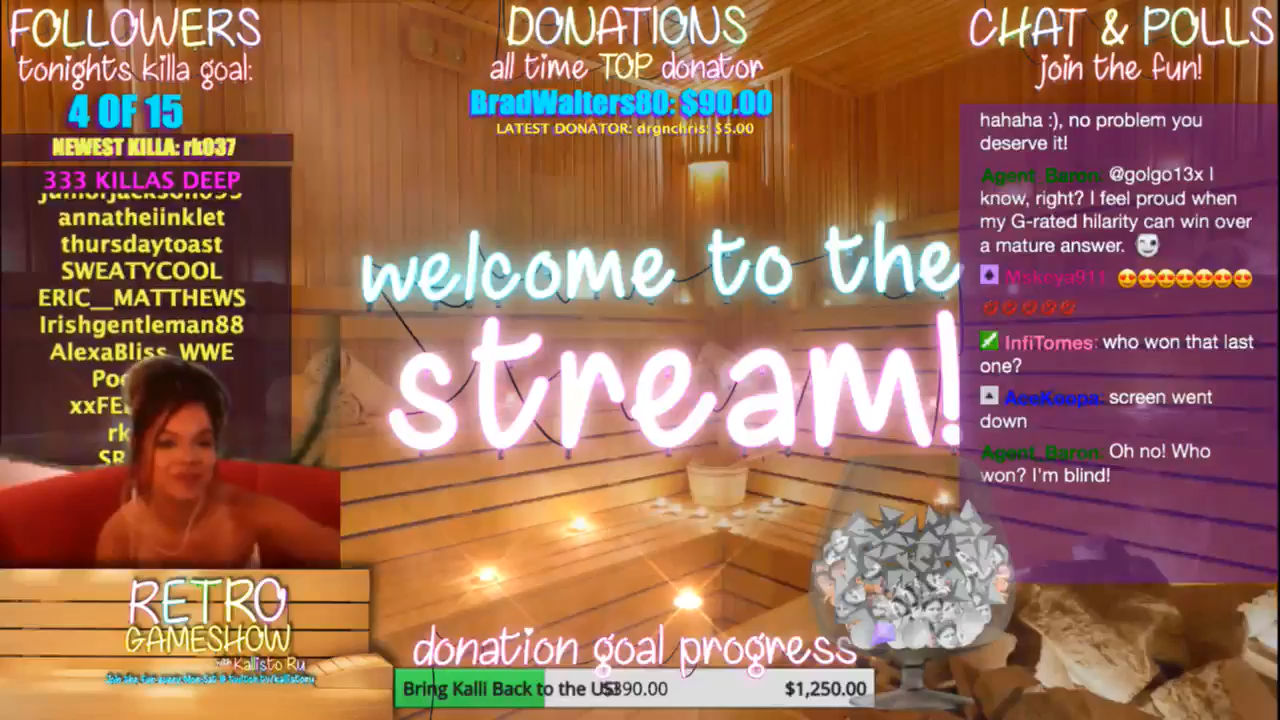 FOLLOWERS
tonights killa goal:
4 OF 15
NEWEST KILLA: rk037
333 KILLAS DEEP
annatheiinklet
thursdaytoast
SWEATYCOOL
ERIC__MATTHEWS
Irishgentleman88
AlexaBliss_WWE
DONATIONS
all time TOP donator
BradWalters80: $90.00
LATEST DONATOR: drgnchris: $5.00
welcome to the
stream!
CHAT & POLLS
join the fun!
hahaha :), no problem you
deserve it!
Agent_Baron: @golgo13x I
know, right? I feel proud when
my G-rated hilarity can win over
a mature answer.
Mskeya911
InfiTomes: who won that last
one?
AceKoopa: screen went
down
Agent_Baron: Oh no! Who
won? I'm blind!
RETRO
GAMESHOW
with Kallisto Ru
donation goal progress
Bring Kalli Back to the US $390.00 $1,250.00